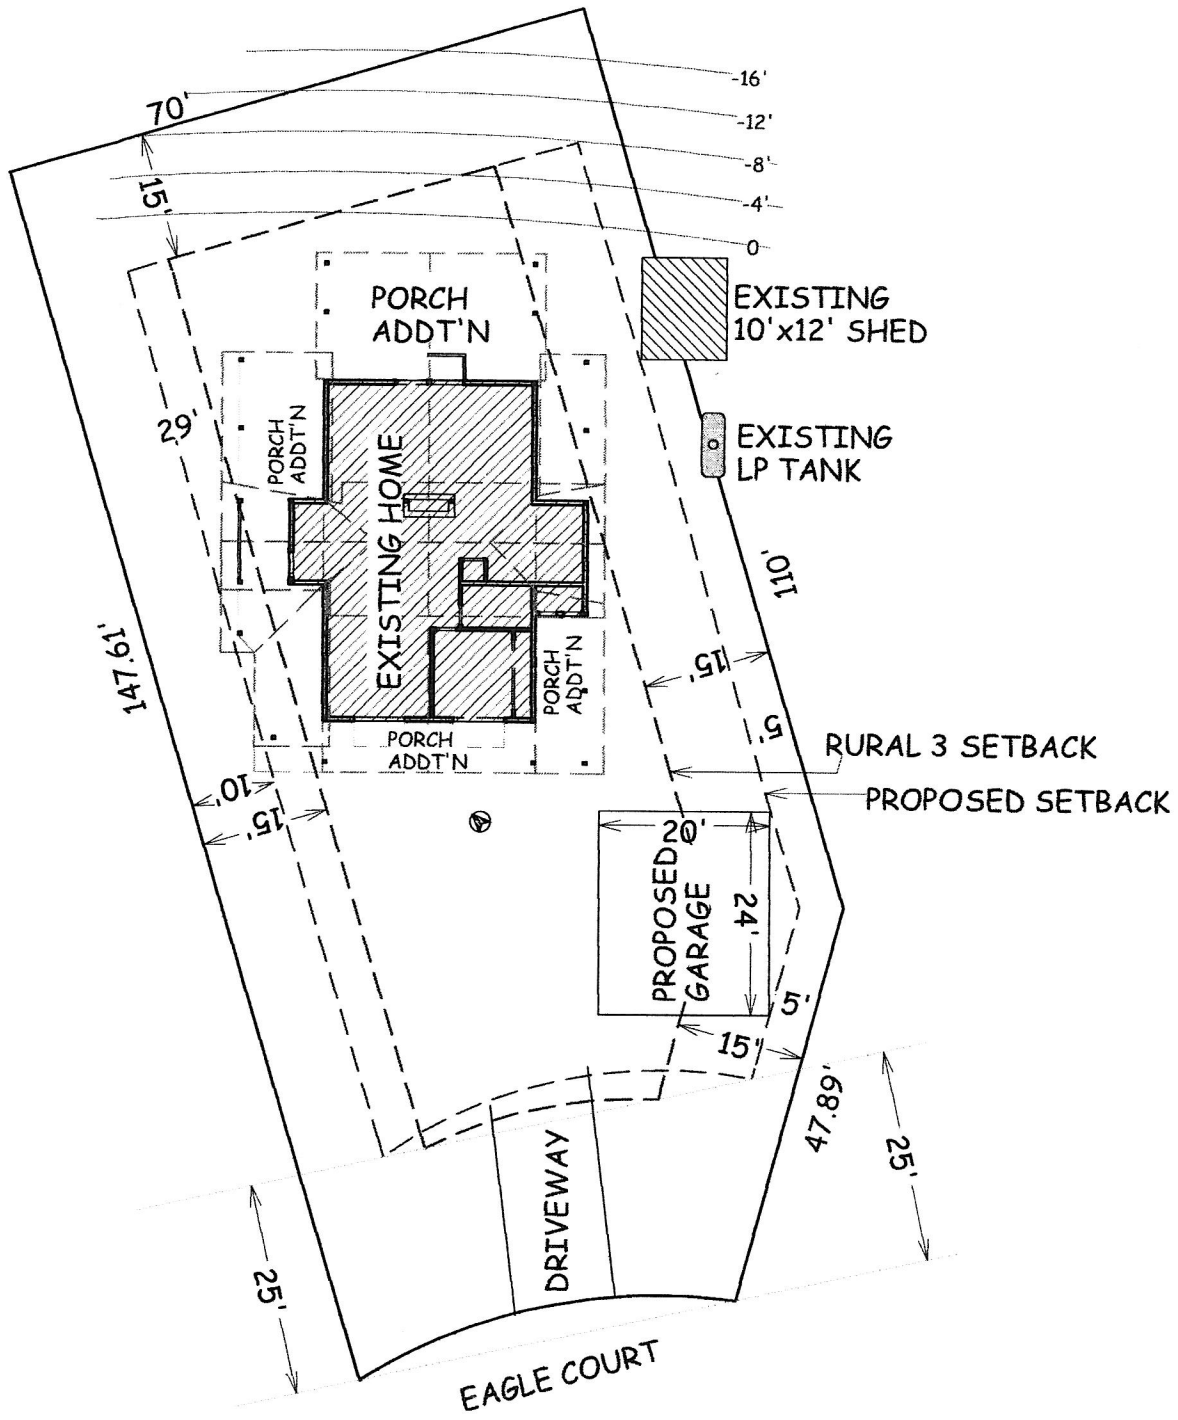 -16'
70'
-12'
-8'
15'
-4'
0
PORCH
ADDT'N
EXISTING
10'x12' SHED
29'
PORCH
ADDT'N
EXISTING HOME
EXISTING
LP TANK
110'
147.61'
PORCH
ADDT'N
15'
5'
PORCH
ADDT'N
RURAL 3 SETBACK
10'
PROPOSED SETBACK
15'
20'
PROPOSED
GARAGE
24'
5'
15'
47.89'
25'
DRIVEWAY
25'
EAGLE COURT